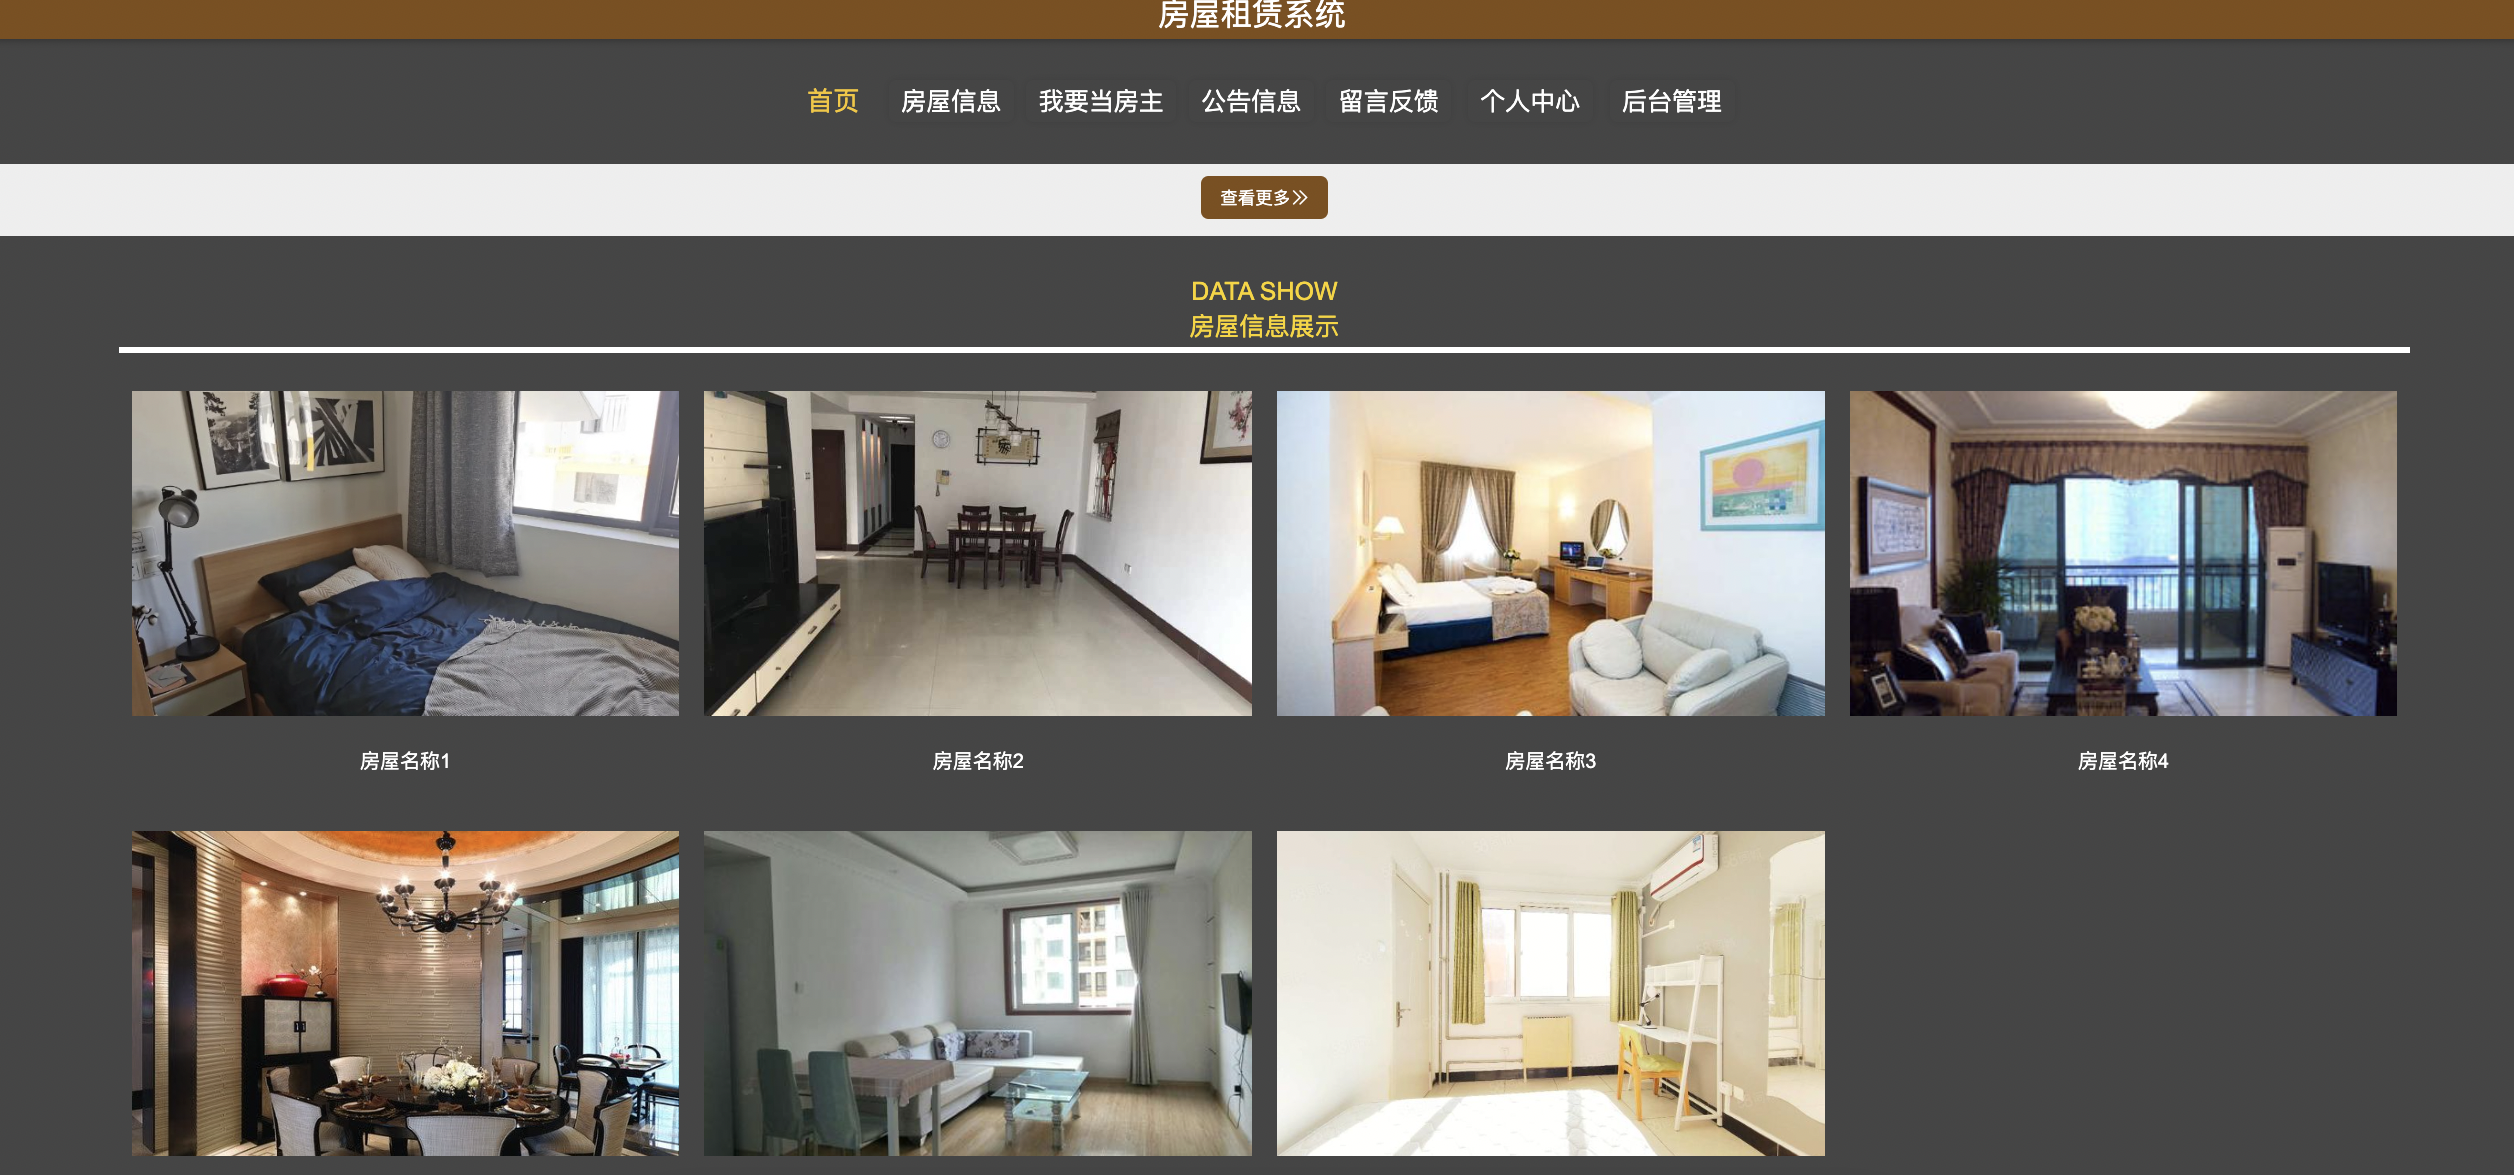 房屋租赁系统
首页 房屋信息 我要当房主 公告信息 留言反馈 个人中心 后台管理
查看更多
DATA SHOW
房屋信息展示
房屋名称1 房屋名称2 房屋名称3 房屋名称4